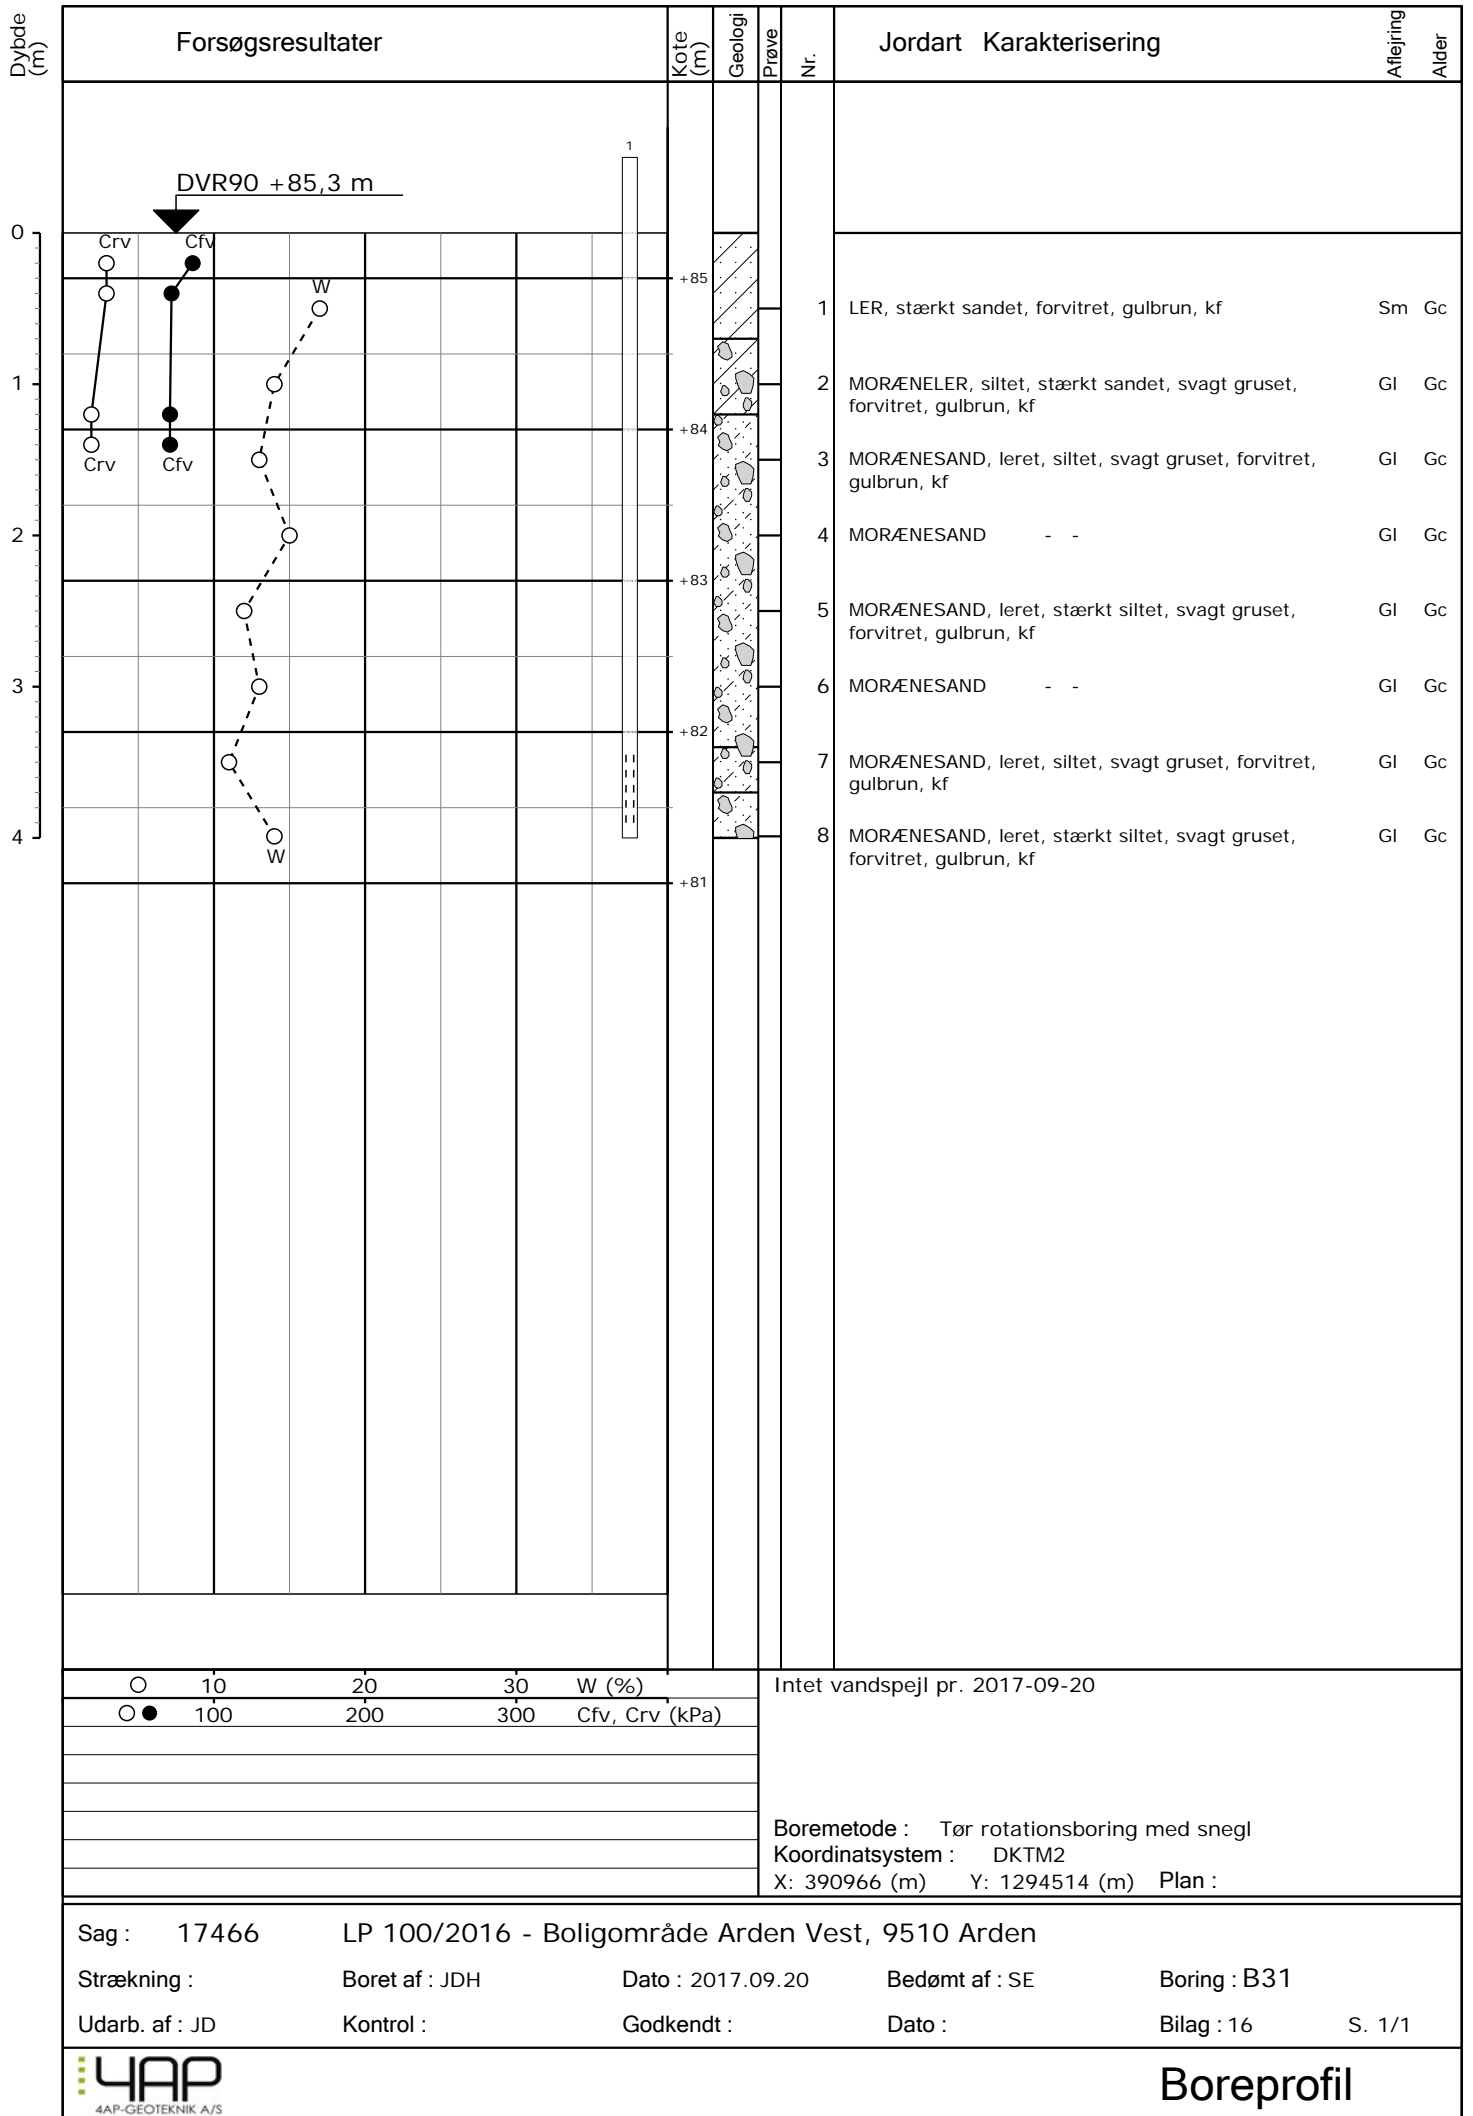 Dybde (m)
Forsøgsresultater
Kote (m)
Geologi
Prøve
Nr.
Jordart Karakterisering
Aflejring
Alder
1
DVR90 +85,3 m
0
Crv
Cfv
+85
W
1 LER, stærkt sandet, forvitret, gulbrun, kf Sm Gc
1
2 MORÆNELER, siltet, stærkt sandet, svagt gruset, Gl Gc
forvitret, gulbrun, kf
+84
Crv
Cfv
3 MORÆNESAND, leret, siltet, svagt gruset, forvitret, Gl Gc
gulbrun, kf
2
4 MORÆNESAND - - Gl Gc
+83
5 MORÆNESAND, leret, stærkt siltet, svagt gruset, Gl Gc
forvitret, gulbrun, kf
3
6 MORÆNESAND - - Gl Gc
+82
7 MORÆNESAND, leret, siltet, svagt gruset, forvitret, Gl Gc
gulbrun, kf
4
8 MORÆNESAND, leret, stærkt siltet, svagt gruset, Gl Gc
forvitret, gulbrun, kf
W
+81
10 20 30 W (%)
100 200 300 Cfv, Crv (kPa)
Intet vandspejl pr. 2017-09-20
Boremetode : Tør rotationsboring med snegl
Koordinatsystem : DKTM2
X: 390966 (m) Y: 1294514 (m) Plan :
Sag : 17466 LP 100/2016 - Boligområde Arden Vest, 9510 Arden
Strækning : Boret af : JDH Dato : 2017.09.20 Bedømt af : SE Boring : B31
Udarb. af : JD Kontrol : Godkendt : Dato : Bilag : 16 S. 1/1
4AP
4AP-GEOTEKNIK A/S
Boreprofil